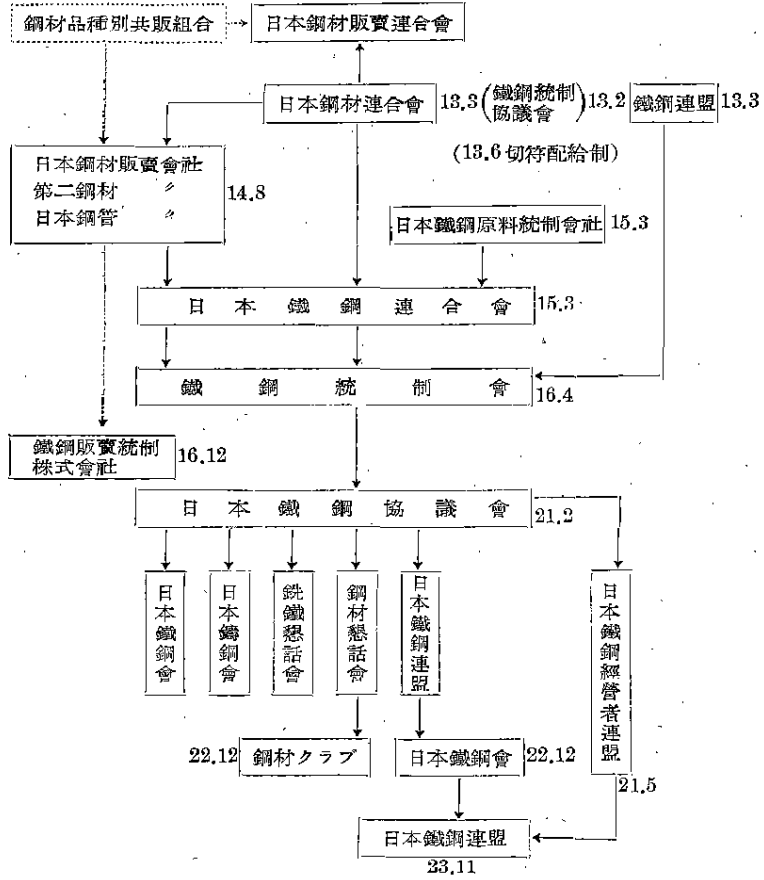 鋼材品種別共販組合
日本鋼材販賣連合會
日本鋼材連合會
13.3
(鐵鋼統制
協議會)
13.2
鐵鋼連盟
13.3
(13.6切符配給制)
日本鋼材販賣會社
第二鋼材 〃
日本鋼管 〃
14.8
日本鐵鋼原料統制會社
15.3
日本鐵鋼連合會
15.3
鐵鋼統制會
16.4
鐵鋼販賣統制
株式會社
16.12
日本鐵鋼協議會
21.2
日本鐵鋼會
日本鑄鋼會
銑鐵懇話會
鋼材懇話會
日本鐵鋼連盟
日本鐵鋼經營者連盟
21.5
22.12
鋼材クラブ
日本鐵鋼會
22.12
日本鐵鋼連盟
23.11